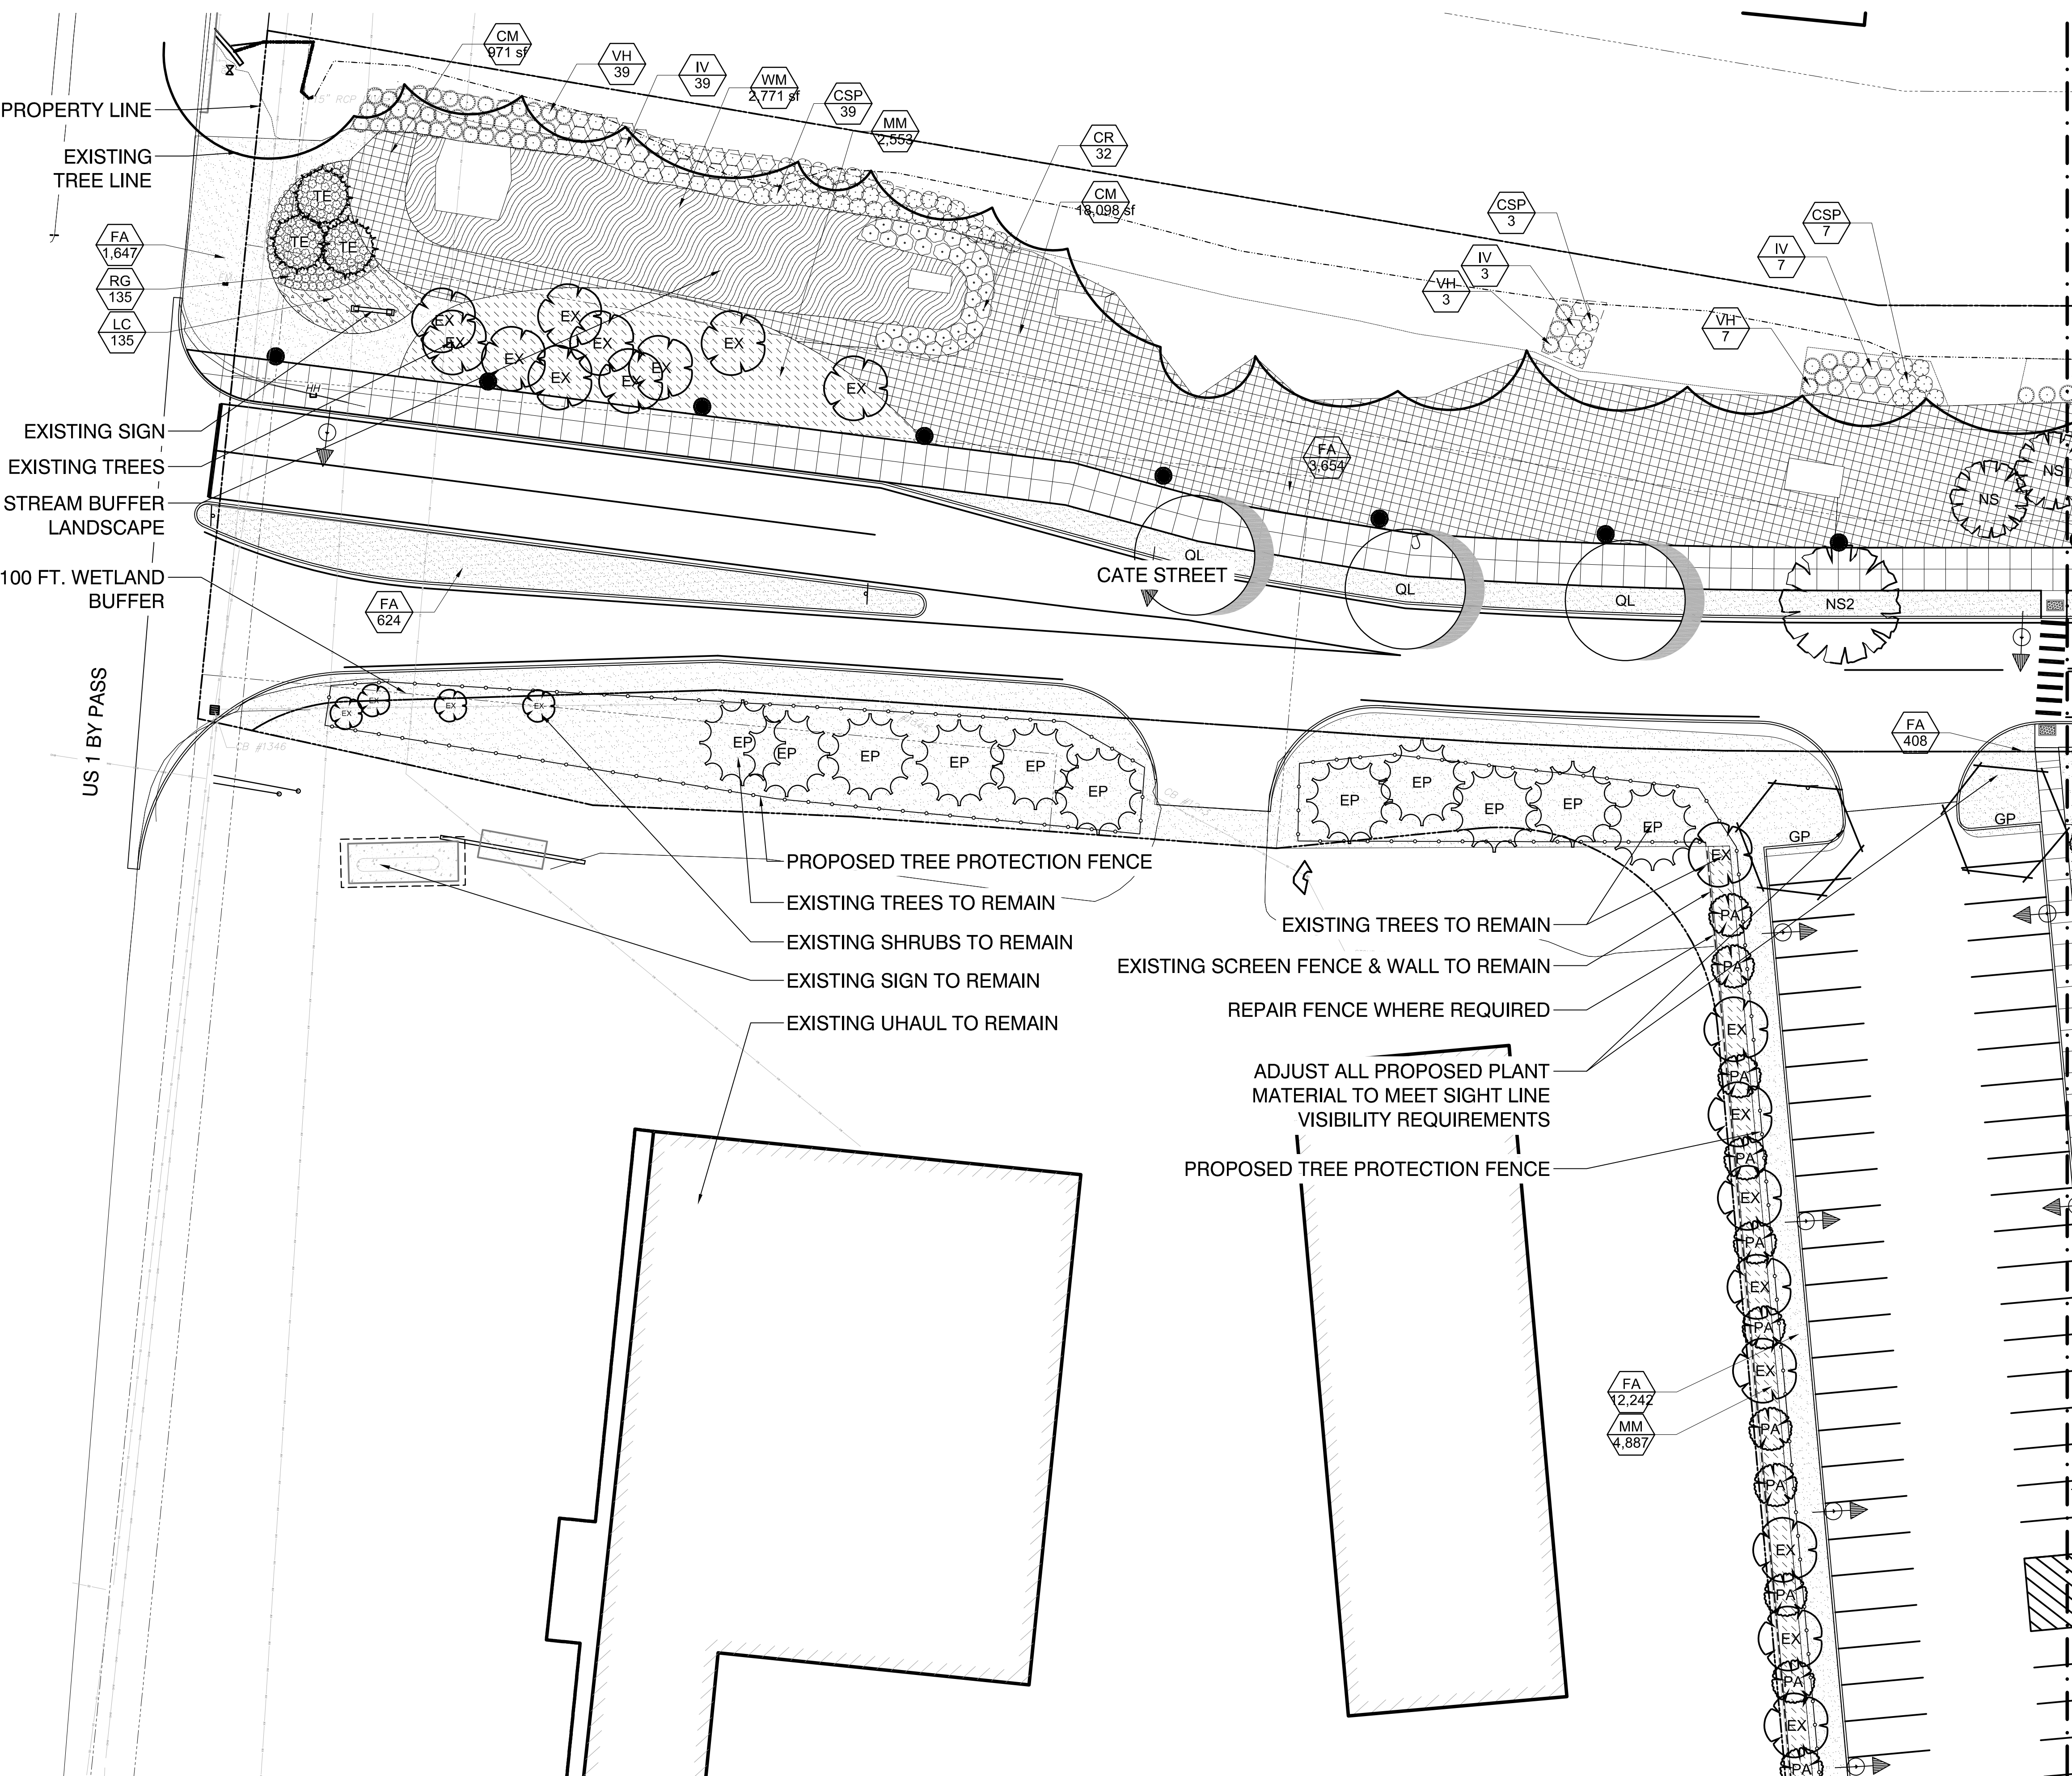 CM
971 sf
VH
39
IV
39
WM
2,771 sf
CSP
39
MM
2,553
CR
32
CM
18,098 sf
CSP
3
IV
3
VH
3
CSP
7
IV
7
VH
7
PROPERTY LINE
EXISTING
TREE LINE
15" RCP
TE
TE
TE
FA
1,647
RG
135
LC
135
EX
EX
EX
EX
EX
EX
EX
EX
EX
EX
HH
EXISTING SIGN
EXISTING TREES
STREAM BUFFER
LANDSCAPE
100 FT. WETLAND
BUFFER
FA
3,654
NS
NS
QL
CATE STREET
QL
QL
NS2
FA
624
US 1 BY PASS
CB #1346
EX
EX
EX
EX
EP
EP
EP
EP
EP
EP
EP
EP
EP
EP
EP
FA
408
GP
GP
PROPOSED TREE PROTECTION FENCE
EXISTING TREES TO REMAIN
EXISTING SHRUBS TO REMAIN
EXISTING SIGN TO REMAIN
EXISTING UHAUL TO REMAIN
EXISTING TREES TO REMAIN
EXISTING SCREEN FENCE & WALL TO REMAIN
REPAIR FENCE WHERE REQUIRED
ADJUST ALL PROPOSED PLANT
MATERIAL TO MEET SIGHT LINE
VISIBILITY REQUIREMENTS
PROPOSED TREE PROTECTION FENCE
EX
PA
PA
EX
PA
EX
PA
EX
PA
EX
PA
EX
PA
PA
EX
PA
EX
PA
EX
PA
FA
12,242
MM
4,887